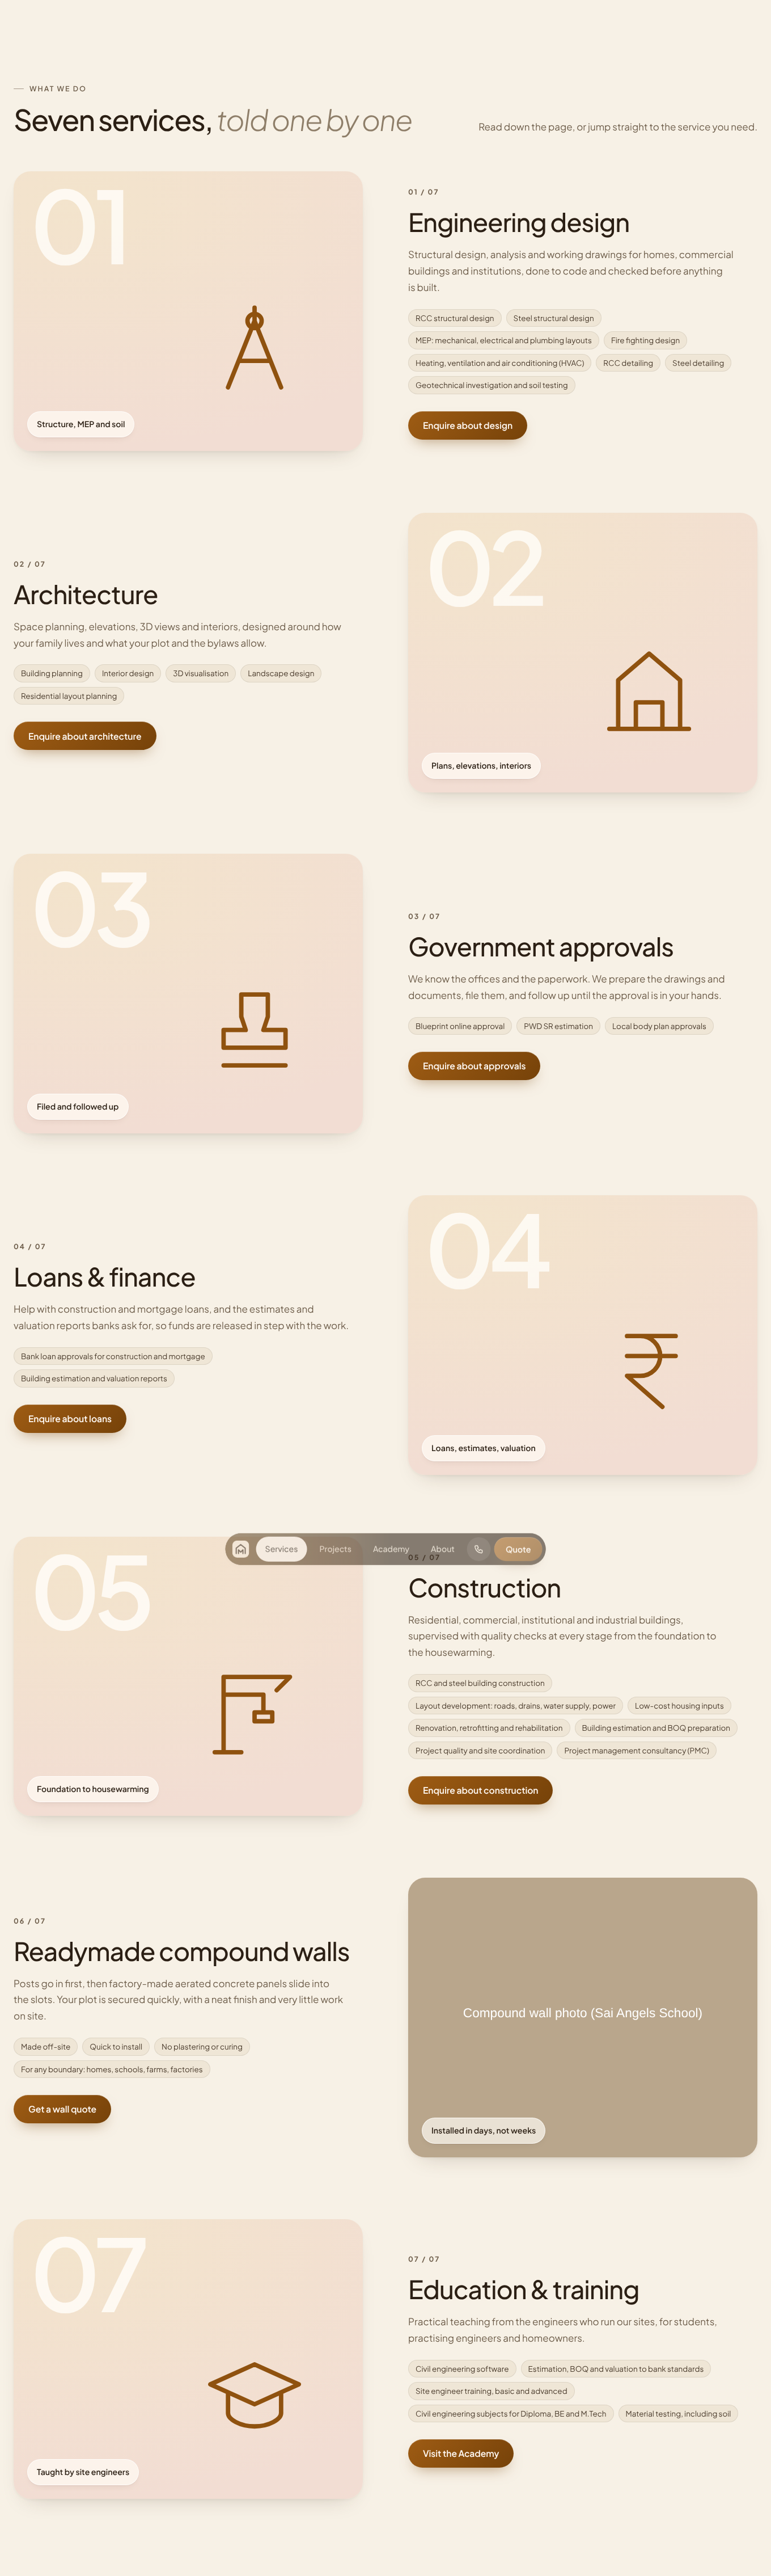 WHAT WE DO
Seven services, told one by one
Read down the page, or jump straight to the service you need.
01
Structure, MEP and soil
01 / 07
Engineering design
Structural design, analysis and working drawings for homes, commercial
buildings and institutions, done to code and checked before anything
is built.
RCC structural design
Steel structural design
MEP: mechanical, electrical and plumbing layouts
Fire fighting design
Heating, ventilation and air conditioning (HVAC)
RCC detailing
Steel detailing
Geotechnical investigation and soil testing
Enquire about design
02 / 07
Architecture
Space planning, elevations, 3D views and interiors, designed around how
your family lives and what your plot and the bylaws allow.
Building planning
Interior design
3D visualisation
Landscape design
Residential layout planning
Enquire about architecture
02
Plans, elevations, interiors
03
Filed and followed up
03 / 07
Government approvals
We know the offices and the paperwork. We prepare the drawings and
documents, file them, and follow up until the approval is in your hands.
Blueprint online approval
PWD SR estimation
Local body plan approvals
Enquire about approvals
04 / 07
Loans & finance
Help with construction and mortgage loans, and the estimates and
valuation reports banks ask for, so funds are released in step with the work.
Bank loan approvals for construction and mortgage
Building estimation and valuation reports
Enquire about loans
04
₹
Loans, estimates, valuation
Services
Projects
Academy
About
Quote
05
Foundation to housewarming
05 / 07
Construction
Residential, commercial, institutional and industrial buildings,
supervised with quality checks at every stage from the foundation to
the housewarming.
RCC and steel building construction
Layout development: roads, drains, water supply, power
Low-cost housing inputs
Renovation, retrofitting and rehabilitation
Building estimation and BOQ preparation
Project quality and site coordination
Project management consultancy (PMC)
Enquire about construction
06 / 07
Readymade compound walls
Posts go in first, then factory-made aerated concrete panels slide into
the slots. Your plot is secured quickly, with a neat finish and very little work
on site.
Made off-site
Quick to install
No plastering or curing
For any boundary: homes, schools, farms, factories
Get a wall quote
Compound wall photo (Sai Angels School)
Installed in days, not weeks
07
Taught by site engineers
07 / 07
Education & training
Practical teaching from the engineers who run our sites, for students,
practising engineers and homeowners.
Civil engineering software
Estimation, BOQ and valuation to bank standards
Site engineer training, basic and advanced
Civil engineering subjects for Diploma, BE and M.Tech
Material testing, including soil
Visit the Academy